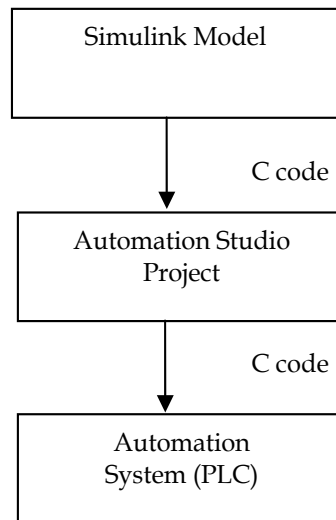 Simulink Model
C code
Automation Studio
Project
C code
Automation
System (PLC)